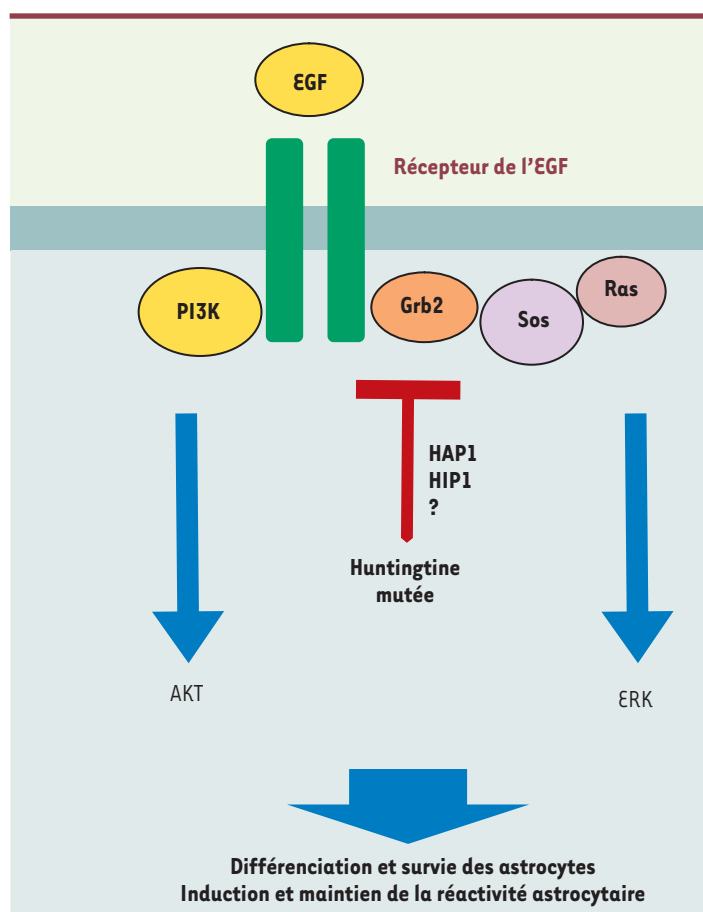 EGF
Récepteur de l'EGF
PI3K
Grb2
Sos
Ras
HAP1
HIP1
?
Huntingtine
mutée
AKT
ERK
Différenciation et survie des astrocytes
Induction et maintien de la réactivité astrocytaire